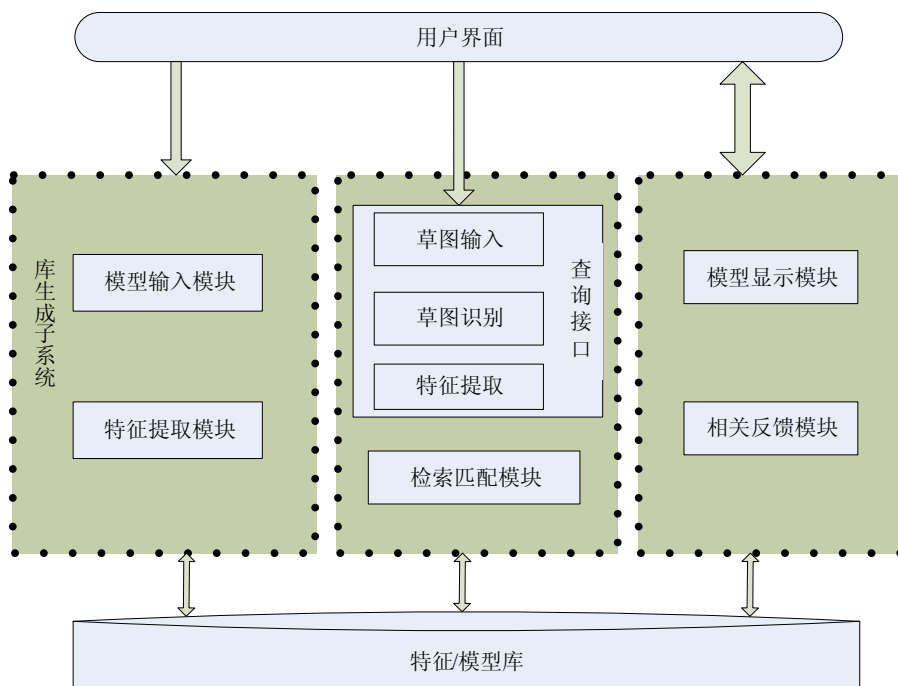 用户界面
库生成子系统
模型输入模块
特征提取模块
草图输入
草图识别
特征提取
查询接口
检索匹配模块
模型显示模块
相关反馈模块
特征/模型库